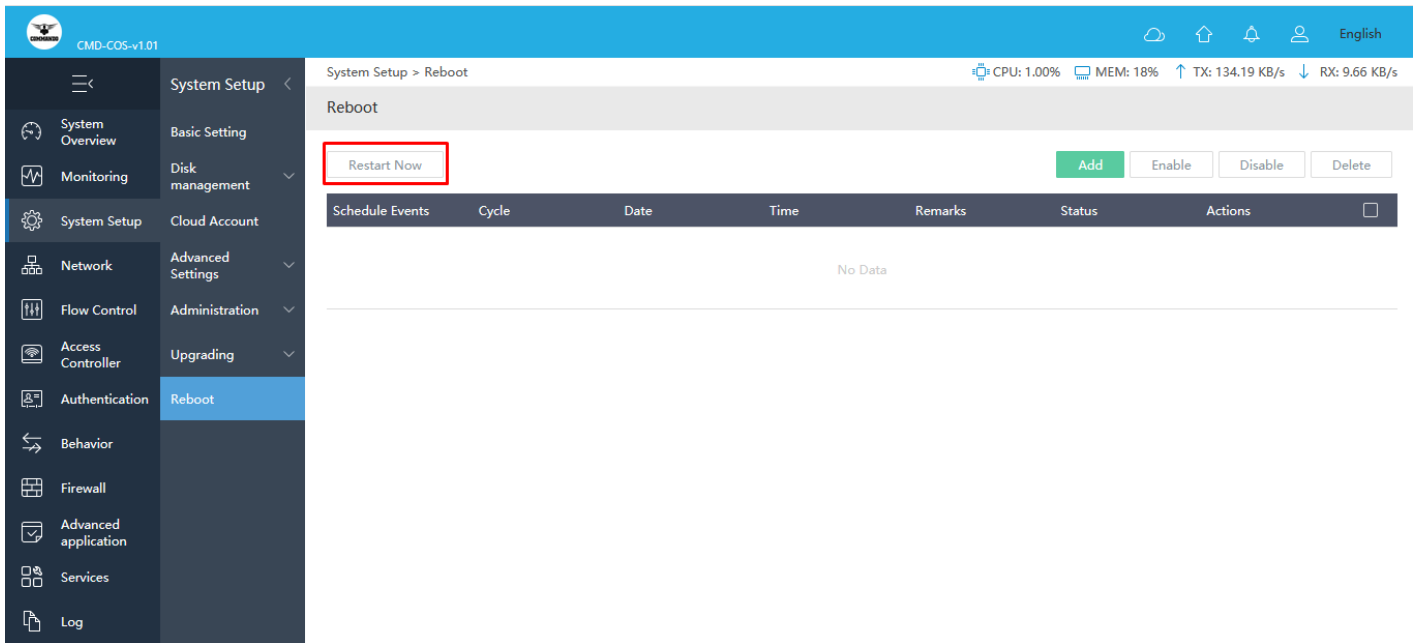 COMMANDO
CMD-COS-v1.01
English
System Setup
System Setup > Reboot
CPU: 1.00%
MEM: 18%
TX: 134.19 KB/s
RX: 9.66 KB/s
Reboot
System
Overview
Monitoring
System Setup
Network
Flow Control
Access
Controller
Authentication
Behavior
Firewall
Advanced
application
Services
Log
Basic Setting
Disk
management
Cloud Account
Advanced
Settings
Administration
Upgrading
Reboot
Restart Now
Add
Enable
Disable
Delete
Schedule Events
Cycle
Date
Time
Remarks
Status
Actions
No Data